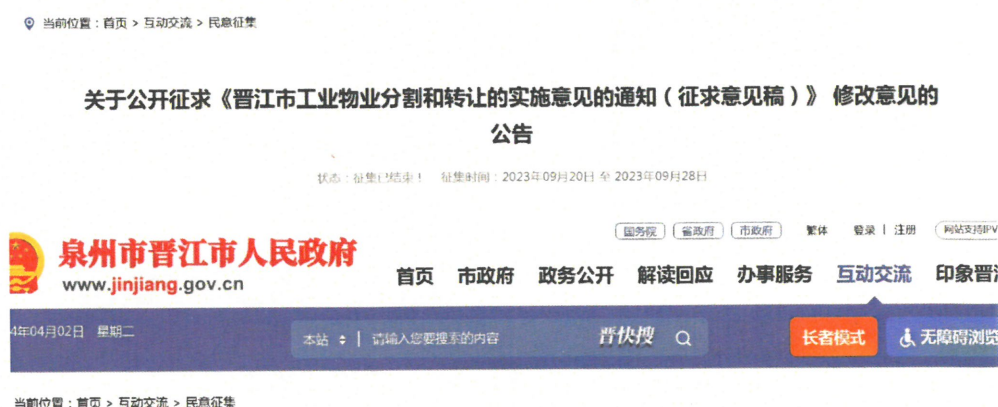 当前位置：首页 > 互动交流 > 民意征集
关于公开征求《晋江市工业物业分割和转让的实施意见的通知（征求意见稿）》 修改意见的
公告
状态：征集已结束！ 征集时间：2023年09月20日 至 2023年09月28日
国务院 省政府 市政府 繁体 登录 | 注册 网站支持IPV
泉州市晋江市人民政府
www.jinjiang.gov.cn
首页 市政府 政务公开 解读回应 办事服务 互动交流 印象晋江
4年04月02日 星期二 本站 | 请输入您要搜索的内容 晋快搜 长者模式 无障碍浏览
当前位置：首页 > 互动交流 > 民意征集